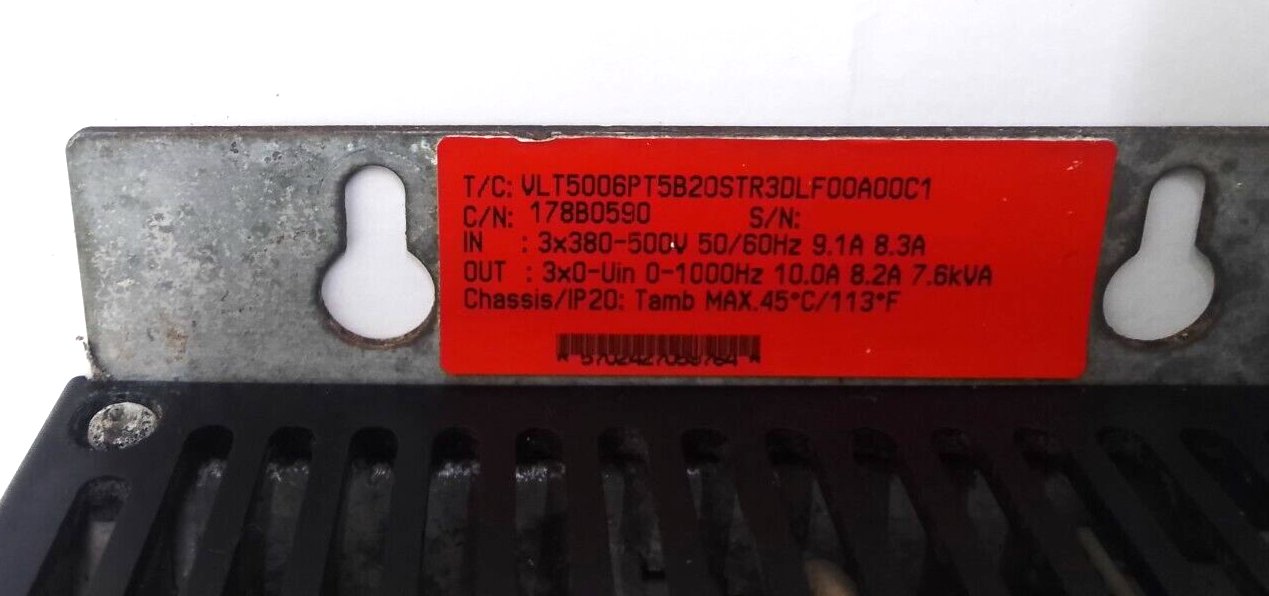 T/C: VLT5006PT5B20STR3DLF00A00C1
C/N: 178B0590 S/N:
IN : 3x380-500V 50/60Hz 9.1A 8.3A
OUT : 3x0-Uin 0-1000Hz 10.0A 8.2A 7.6kVA
Chassis/IP20: Tamb MAX.45°C/113°F